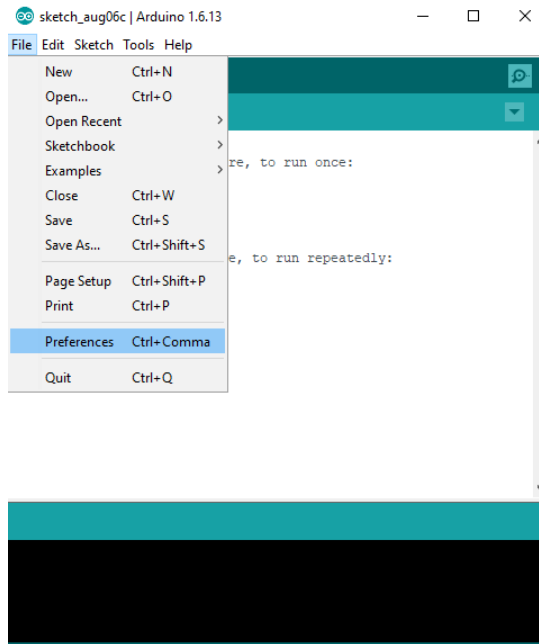 sketch_aug06c | Arduino 1.6.13
File Edit Sketch Tools Help
New Ctrl+N
Open... Ctrl+O
Open Recent >
Sketchbook >
Examples >
Close Ctrl+W
Save Ctrl+S
Save As... Ctrl+Shift+S
Page Setup Ctrl+Shift+P
Print Ctrl+P
Preferences Ctrl+Comma
Quit Ctrl+Q
re, to run once:
e, to run repeatedly: